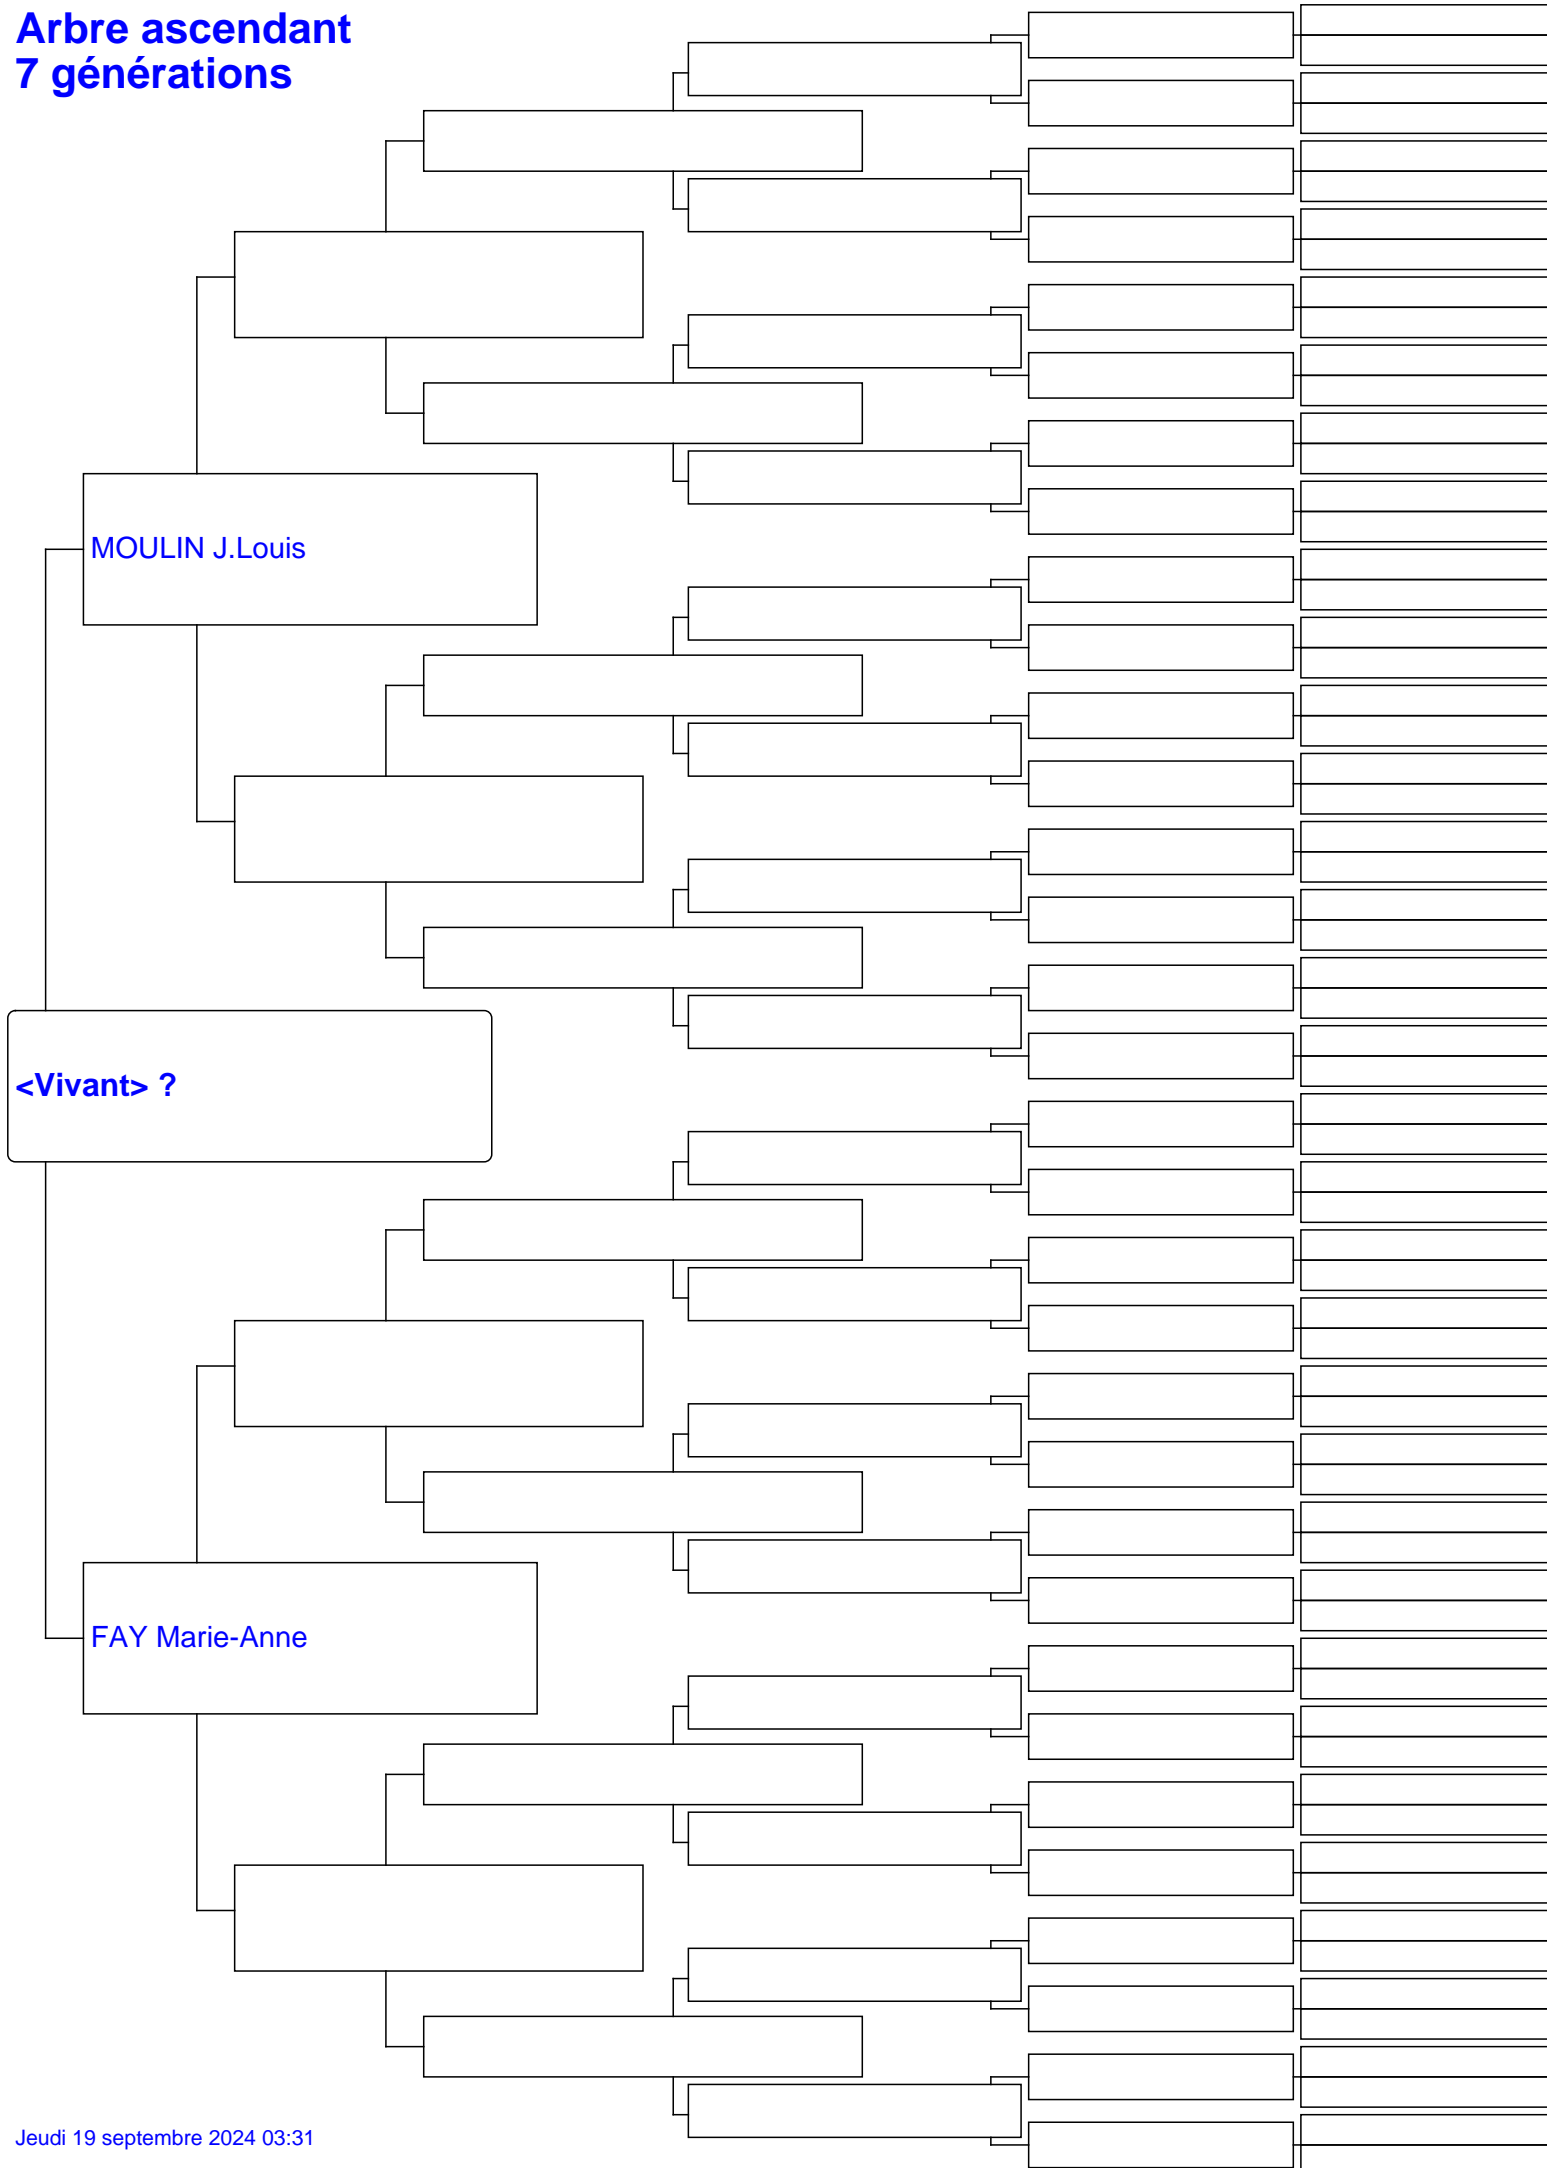 Arbre ascendant
7 générations
MOULIN J.Louis
<Vivant> ?
FAY Marie-Anne
Jeudi 19 septembre 2024 03:31